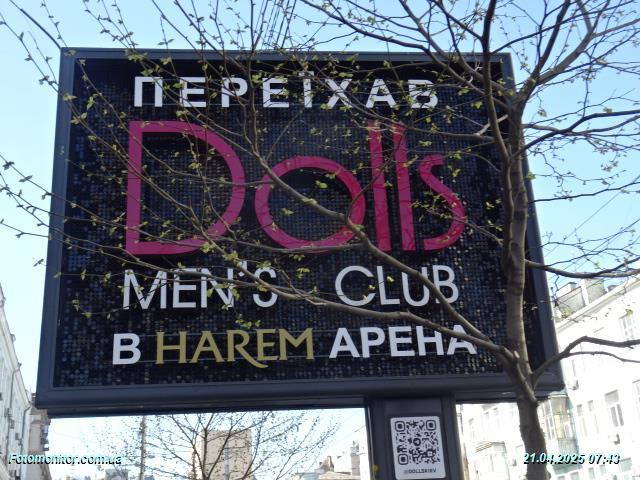 ПЕРЕЇХАВ
Dolls
MEN'S CLUB
В HAREM АРЕНА
@DOLLSKIEV
Fotomonitor.com.ua
21.04.2025 07:43